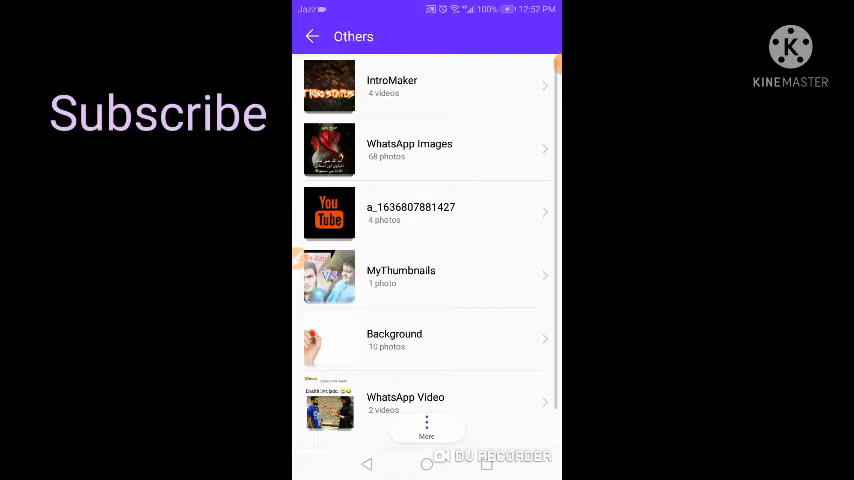 Jazz
100% 12:52 PM
Others
Subscribe
KINEMASTER
IntroMaker
4 videos
WhatsApp Images
68 photos
You
Tube
a_1636807881427
4 photos
MyThumbnails
1 photo
Background
10 photos
WhatsApp Video
2 videos
More
DU RECORDER